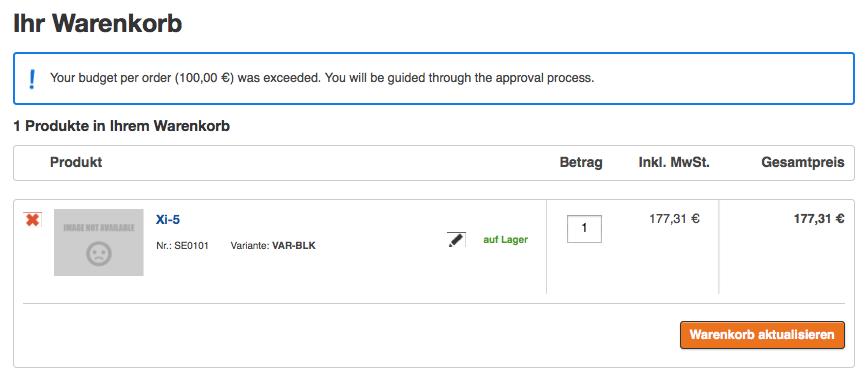 Ihr Warenkorb
Your budget per order (100,00 €) was exceeded. You will be guided through the approval process.
1 Produkte in Ihrem Warenkorb
Produkt Betrag Inkl. MwSt. Gesamtpreis
IMAGE NOT AVAILABLE
Xi-5
Nr.: SE0101 Variante: VAR-BLK
auf Lager
1
177,31 €
177,31 €
Warenkorb aktualisieren